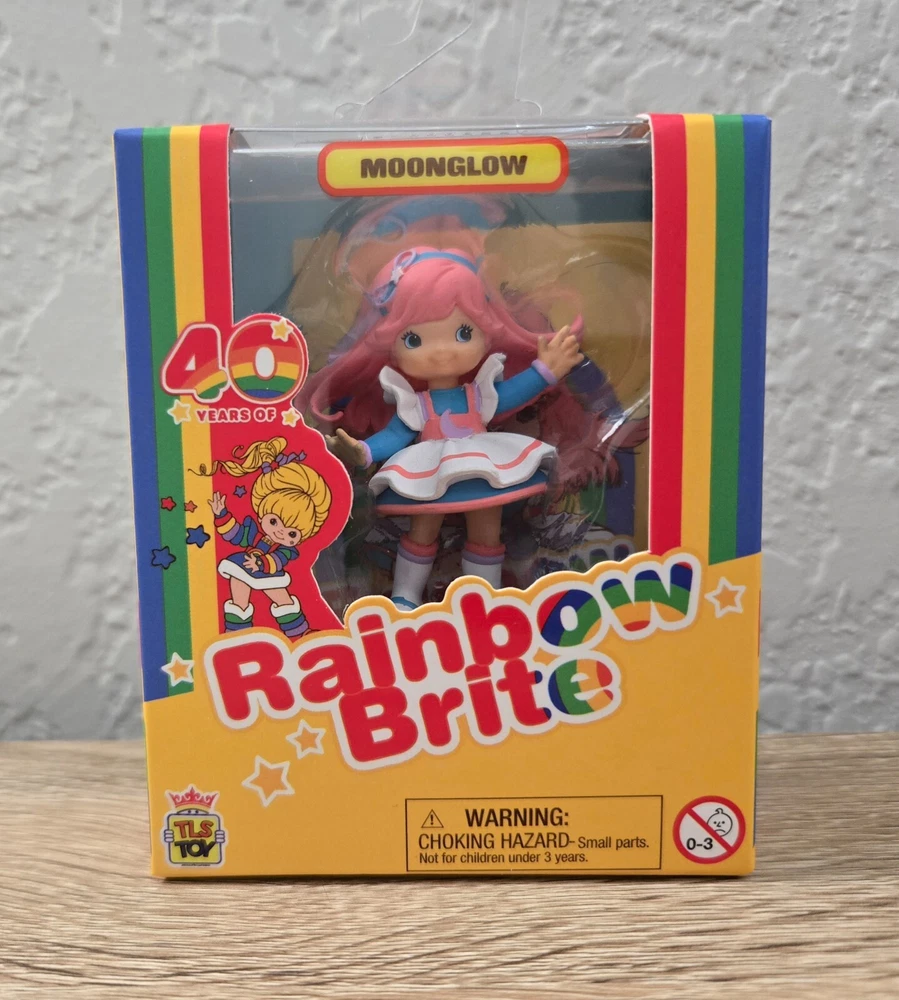 MOONGLOW
40
YEARS OF
Rainbow
Brite
TLS
TOY
WARNING:
CHOKING HAZARD- Small parts.
Not for children under 3 years.
0-3